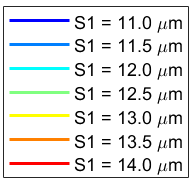 S1 = 11.0 μm
S1 = 11.5 μm
S1 = 12.0 μm
S1 = 12.5 μm
S1 = 13.0 μm
S1 = 13.5 μm
S1 = 14.0 μm